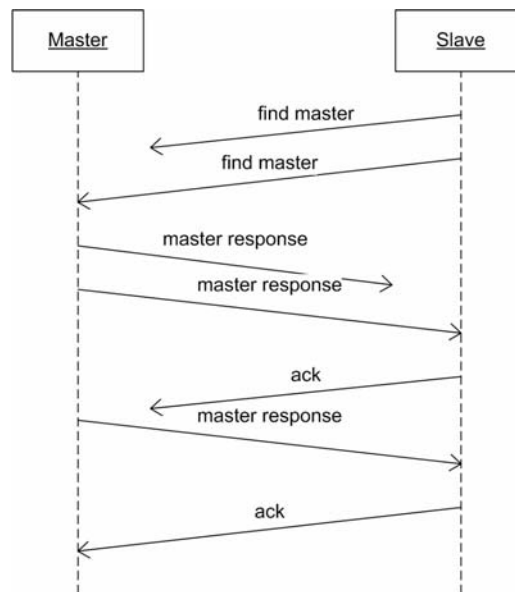 Master
Slave
find master
find master
master response
master response
ack
master response
ack